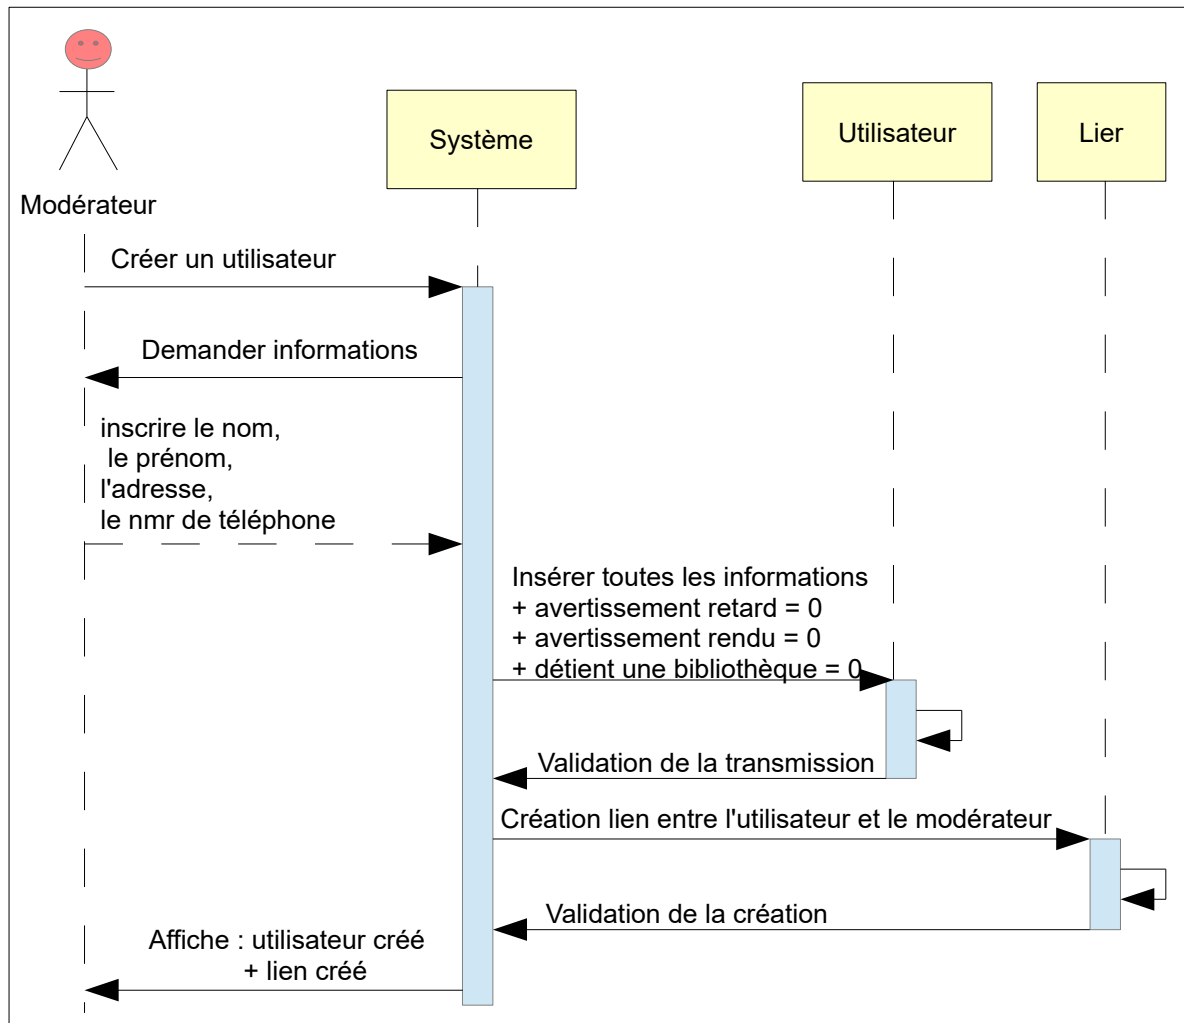 Système
Utilisateur
Lier
Modérateur
Créer un utilisateur
Demander informations
inscrire le nom,
le prénom,
l'adresse,
le nmr de téléphone
Insérer toutes les informations
+ avertissement retard = 0
+ avertissement rendu = 0
+ détient une bibliothèque = 0
Validation de la transmission
Création lien entre l'utilisateur et le modérateur
Validation de la création
Affiche : utilisateur créé
+ lien créé